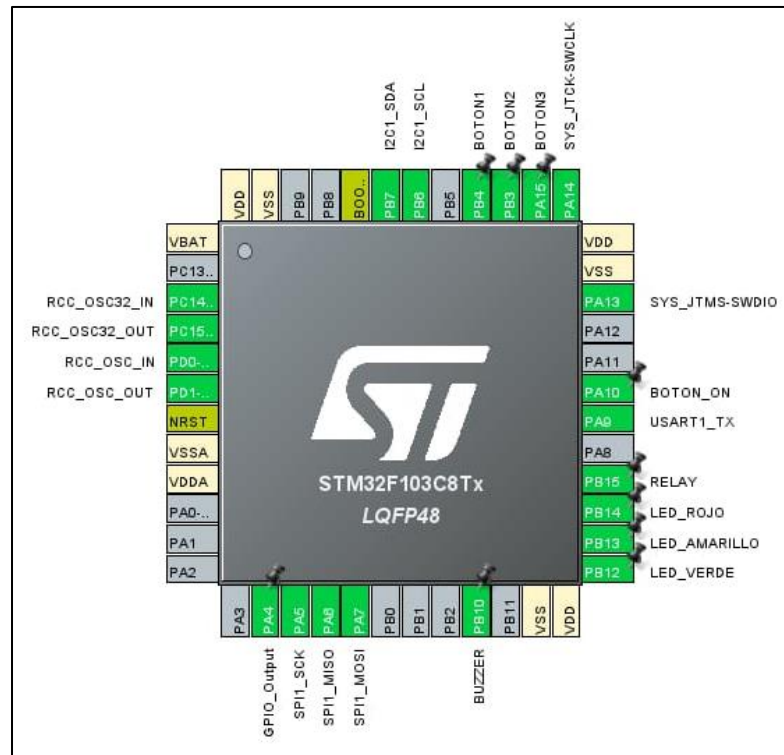 I2C1_SDA
I2C1_SCL
BOTON1
BOTON2
BOTON3
SYS_JTCK-SWCLK
VDD
VSS
PB9
PB8
BOO..
PB7
PB6
PB5
PB4
PB3
PA15
PA14
VBAT
PC13..
RCC_OSC32_IN PC14..
RCC_OSC32_OUT PC15..
RCC_OSC_IN PD0-..
RCC_OSC_OUT PD1-..
NRST
VSSA
VDDA
PA0-..
PA1
PA2
ST
STM32F103C8Tx
LQFP48
VDD
VSS
PA13 SYS_JTMS-SWDIO
PA12
PA11
PA10 BOTON_ON
PA9 USART1_TX
PA8
PB15 RELAY
PB14 LED_ROJO
PB13 LED_AMARILLO
PB12 LED_VERDE
PA3
PA4
PA5
PA6
PA7
PB0
PB1
PB2
PB10
PB11
VSS
VDD
GPIO_Output
SPI1_SCK
SPI1_MISO
SPI1_MOSI
BUZZER